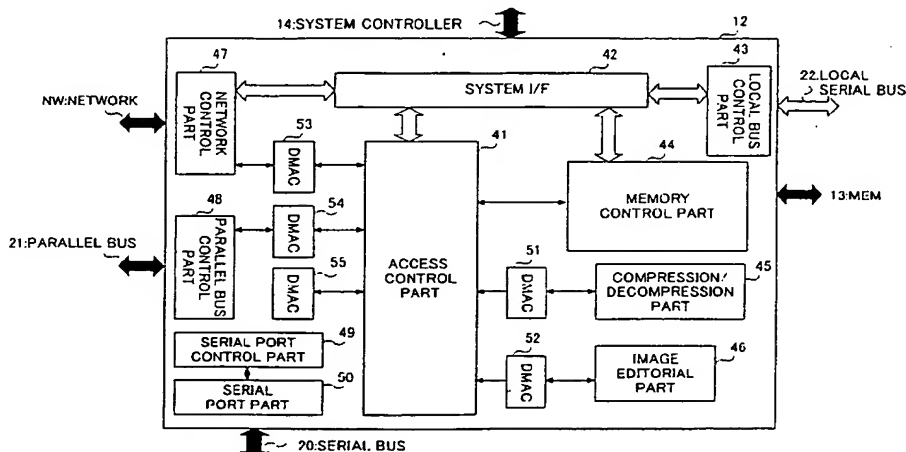 14:SYSTEM CONTROLLER
12
47
42
43
NETWORK CONTROL PART
SYSTEM I/F
LOCAL BUS CONTROL PART
22:LOCAL SERIAL BUS
NW:NETWORK
53
DMAC
41
44
MEMORY CONTROL PART
13:MEM
48
54
DMAC
21:PARALLEL BUS
PARALLEL BUS CONTROL PART
55
DMAC
ACCESS CONTROL PART
51
DMAC
45
COMPRESSION/
DECOMPRESSION
PART
49
SERIAL PORT
CONTROL PART
50
SERIAL
PORT PART
52
DMAC
46
IMAGE
EDITORIAL
PART
20:SERIAL BUS